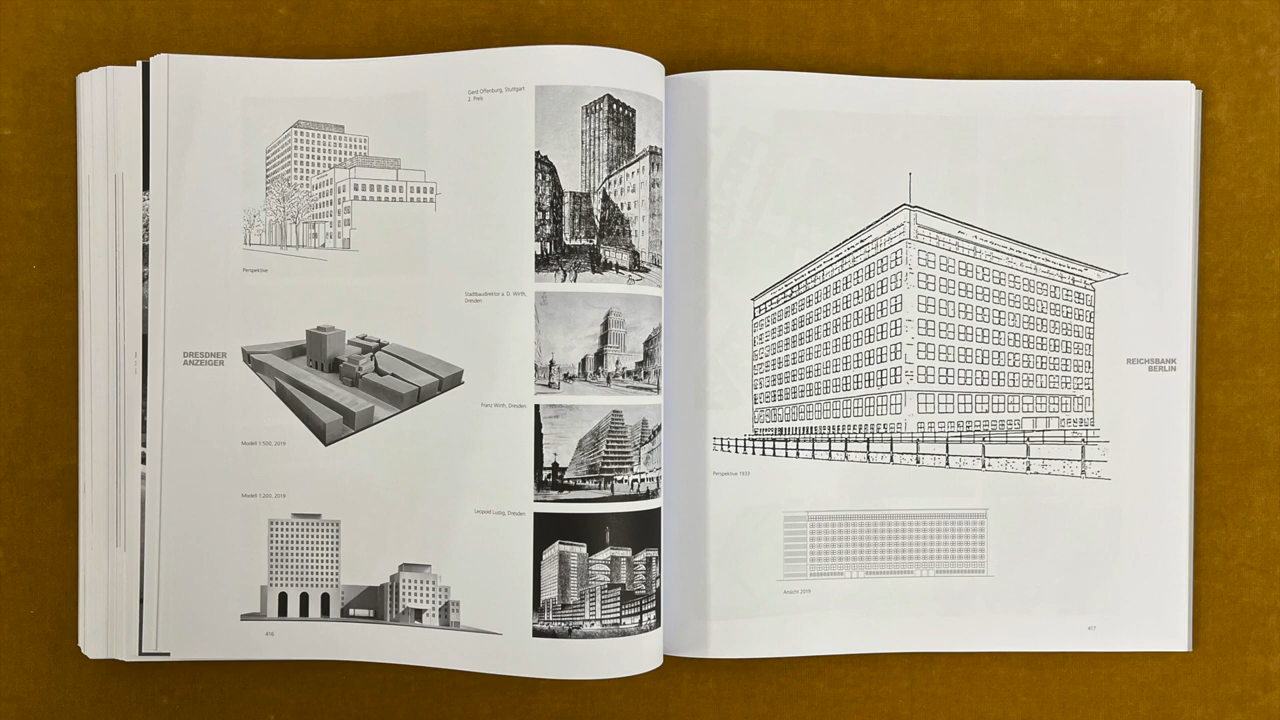 Gerd Offenburg, Stuttgart
2. Preis
Perspektive
Stadtbaudirektor a. D. Wirth,
Dresden
DRESDNER
ANZEIGER
Franz Wirth, Dresden
Modell 1:500, 2019
Modell 1:200, 2019
Leopold Lustig, Dresden
416
REICHSBANK
BERLIN
Perspektive 1933
Ansicht 2019
417